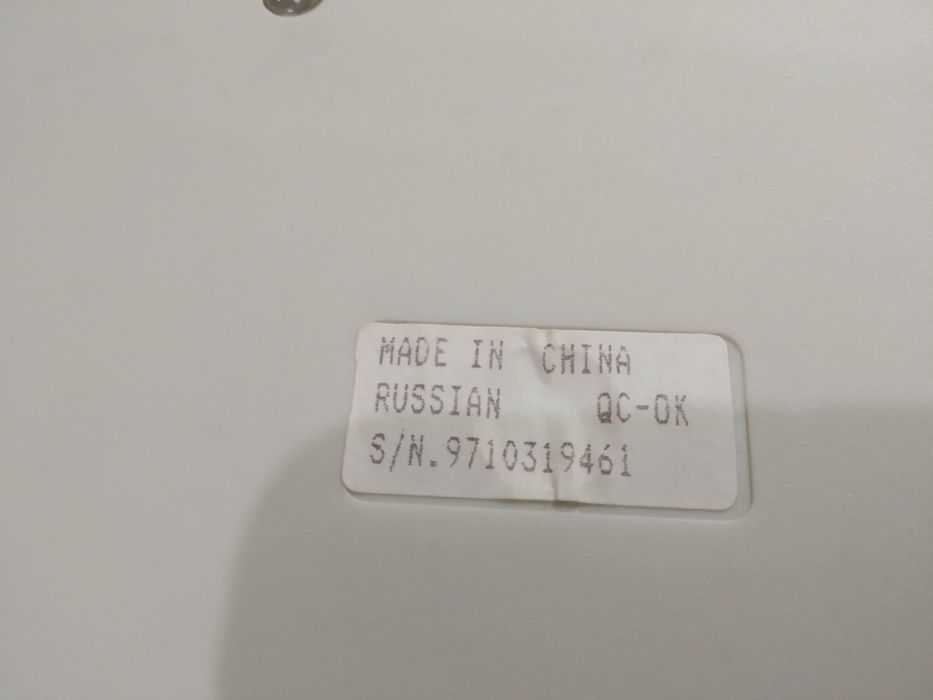 MADE IN CHINA
RUSSIAN QC-OK
S/N.9710319461